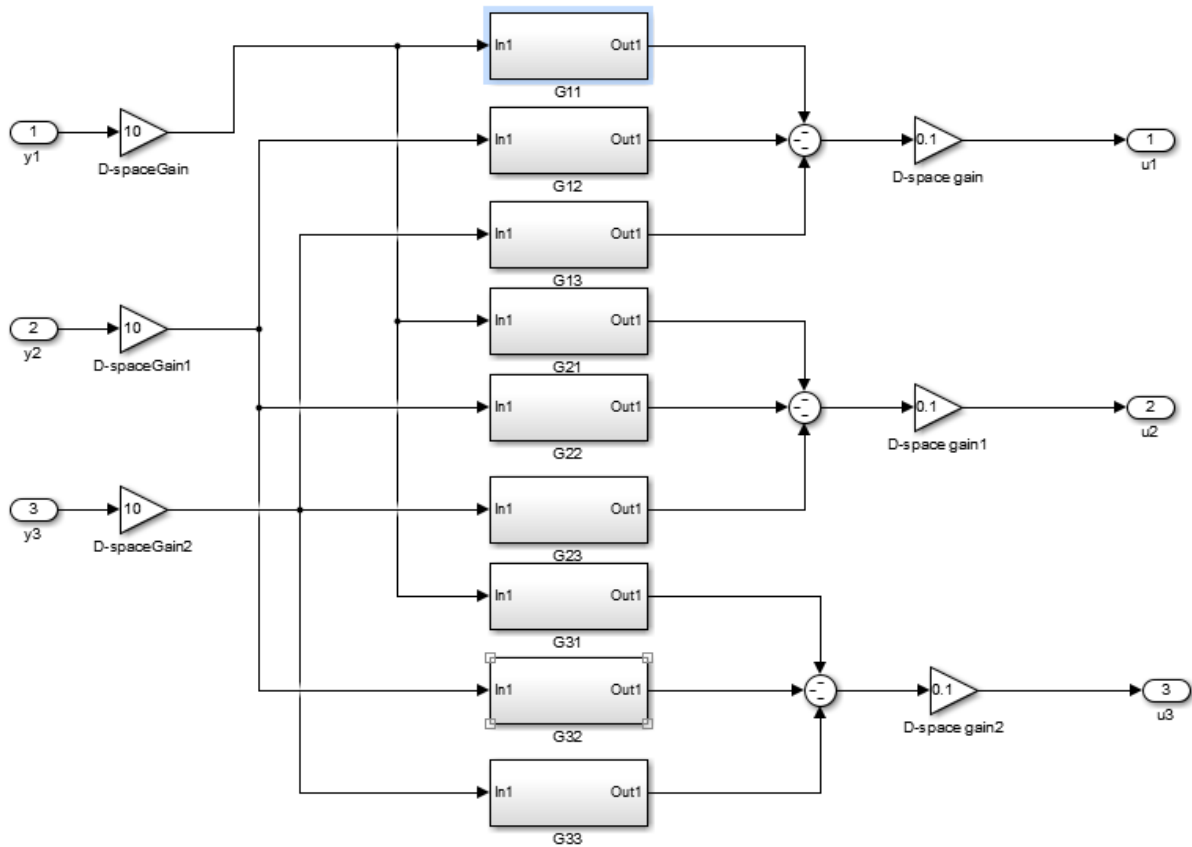 In1 Out1
G11
1
y1
10
D-spaceGain
In1 Out1
G12
-
-
-
0.1
D-space gain
1
u1
In1 Out1
G13
2
y2
10
D-spaceGain1
In1 Out1
G21
In1 Out1
G22
-
-
-
0.1
D-space gain1
2
u2
3
y3
10
D-spaceGain2
In1 Out1
G23
In1 Out1
G31
In1 Out1
G32
-
-
-
0.1
D-space gain2
3
u3
In1 Out1
G33